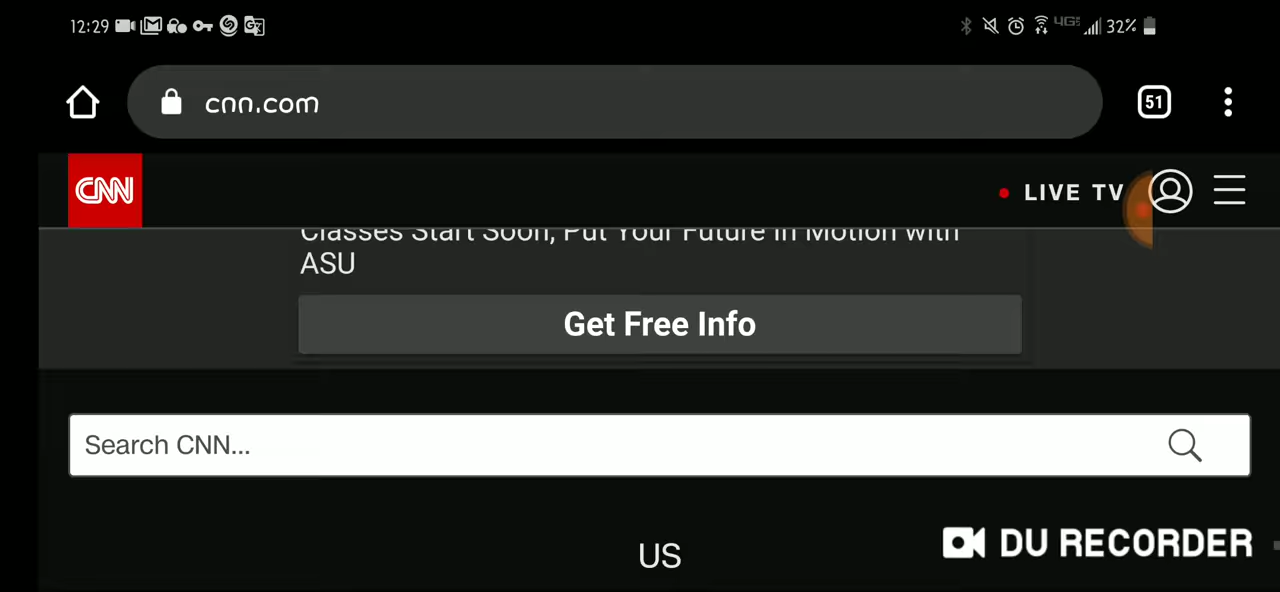 12:29 4GE 32%
cnn.com 51
CNN LIVE TV
Classes Start Soon, Put Your Future In Motion with
ASU
Get Free Info
Search CNN...
US
DU RECORDER